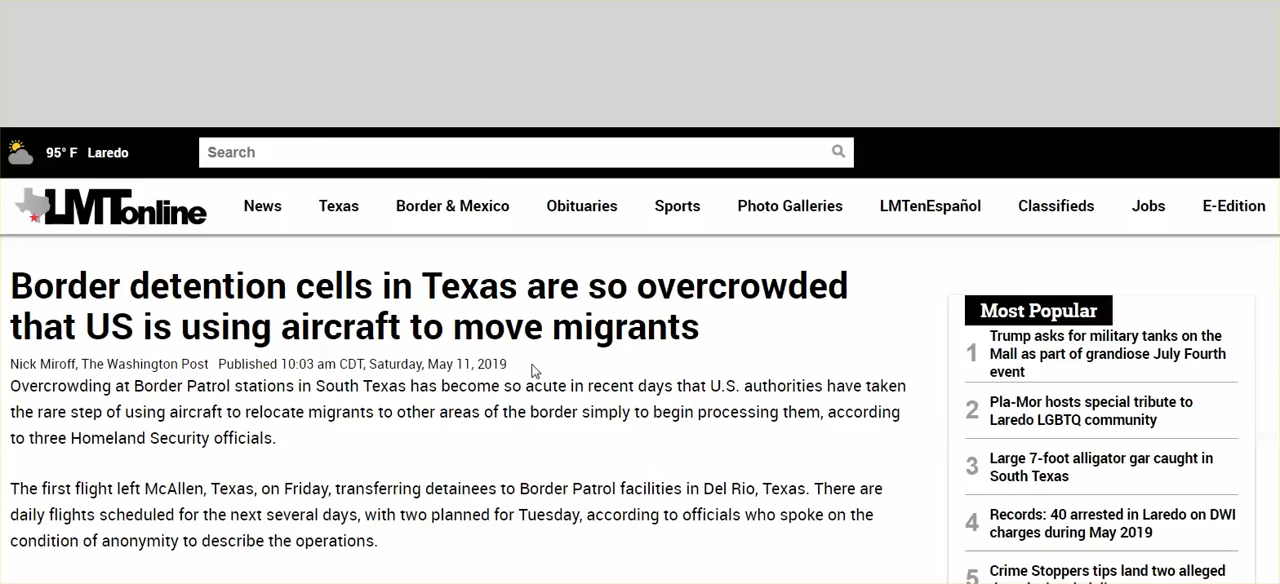 95° F Laredo
Search
LMTonline
News Texas Border & Mexico Obituaries Sports Photo Galleries LMTenEspañol Classifieds Jobs E-Edition
Border detention cells in Texas are so overcrowded
that US is using aircraft to move migrants
Nick Miroff, The Washington Post Published 10:03 am CDT, Saturday, May 11, 2019
Overcrowding at Border Patrol stations in South Texas has become so acute in recent days that U.S. authorities have taken
the rare step of using aircraft to relocate migrants to other areas of the border simply to begin processing them, according
to three Homeland Security officials.
The first flight left McAllen, Texas, on Friday, transferring detainees to Border Patrol facilities in Del Rio, Texas. There are
daily flights scheduled for the next several days, with two planned for Tuesday, according to officials who spoke on the
condition of anonymity to describe the operations.
Most Popular
1 Trump asks for military tanks on the
Mall as part of grandiose July Fourth
event
2 Pla-Mor hosts special tribute to
Laredo LGBTQ community
3 Large 7-foot alligator gar caught in
South Texas
4 Records: 40 arrested in Laredo on DWI
charges during May 2019
5 Crime Stoppers tips land two alleged